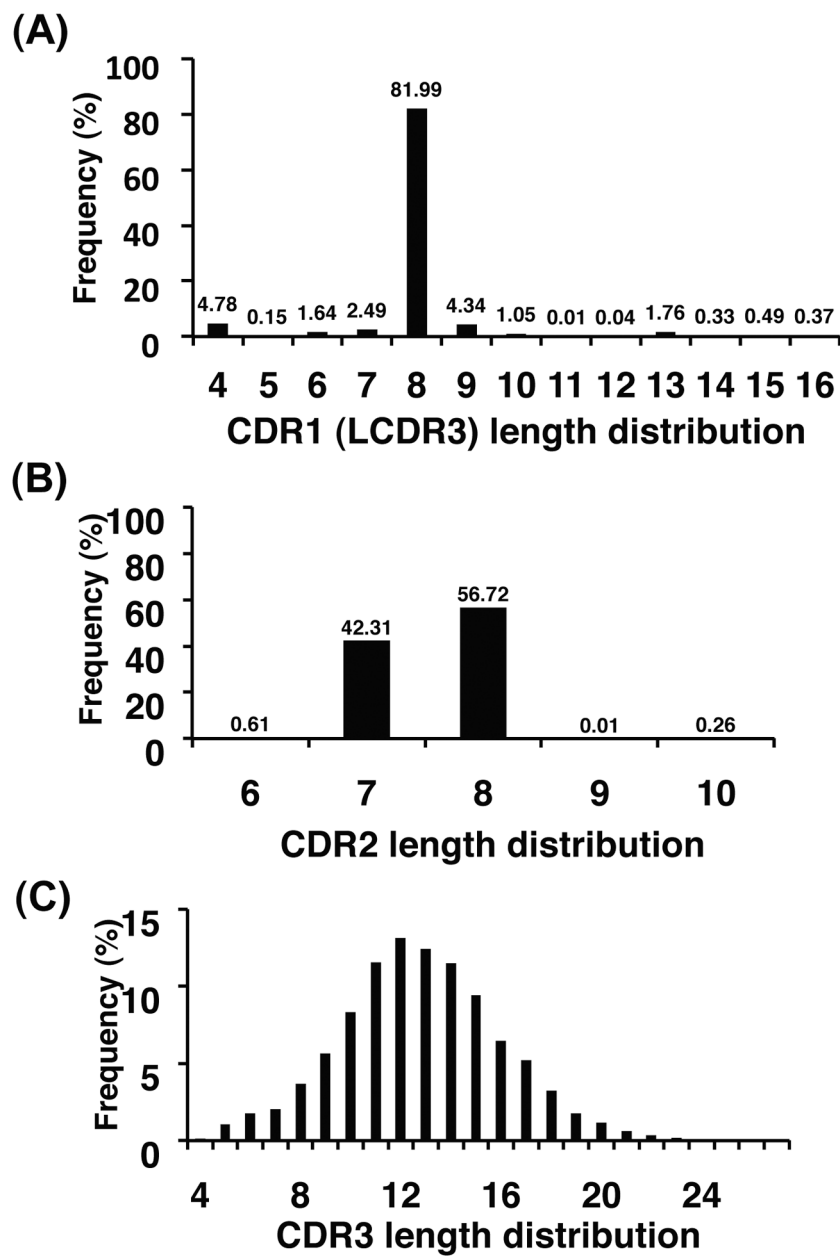 (A)
Frequency (%)
100
80
60
40
20
0
4.78 0.15 1.64 2.49 81.99 4.34 1.05 0.01 0.04 1.76 0.33 0.49 0.37
4 5 6 7 8 9 10 11 12 13 14 15 16
CDR1 (LCDR3) length distribution
(B)
Frequency (%)
100
80
60
40
20
0
0.61 42.31 56.72 0.01 0.26
6 7 8 9 10
CDR2 length distribution
(C)
Frequency (%)
15
10
5
0
4 8 12 16 20 24
CDR3 length distribution